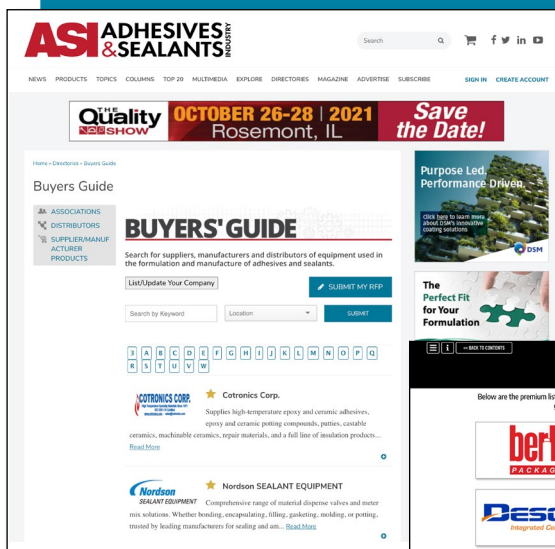 ASI ADHESIVES
& SEALANTS
INDUSTRY
Search
NEWS PRODUCTS TOPICS COLUMNS TOP 20 MULTIMEDIA EXPLORE DIRECTORIES MAGAZINE ADVERTISE SUBSCRIBE
SIGN IN CREATE ACCOUNT
THE
Quality
SHOW
OCTOBER 26-28 | 2021
Rosemont, IL
Save
the Date!
Home » Directories » Buyers Guide
Buyers Guide
ASSOCIATIONS
DISTRIBUTORS
SUPPLIER/MANUF
ACTURER
PRODUCTS
BUYERS' GUIDE
Search for suppliers, manufacturers and distributors of equipment used in
the formulation and manufacture of adhesives and sealants.
List/Update Your Company
SUBMIT MY RFP
Search by Keyword
Location
SUBMIT
3 A B C D E F G H I J K L M N O P Q
R S T U V W
COTRONICS CORP.
Cotronics Corp.
Supplies high-temperature epoxy and ceramic adhesives,
epoxy and ceramic potting compounds, putties, castable
ceramics, machinable ceramics, repair materials, and a full line of insulation products...
Read More
Nordson
SEALANT EQUIPMENT
Nordson SEALANT EQUIPMENT
Comprehensive range of material dispense valves and meter
mix solutions. Whether bonding, encapsulating, filling, gasketing, molding, or potting,
trusted by leading manufacturers for sealing and am... Read More
Purpose Led.
Performance Driven.
Click here to learn more
about DSM's innovative
coating solutions
DSM
The
Perfect Fit
for Your
Formulation
<< BACK TO CONTENTS
Below are the premium
PACKAG
Integrated